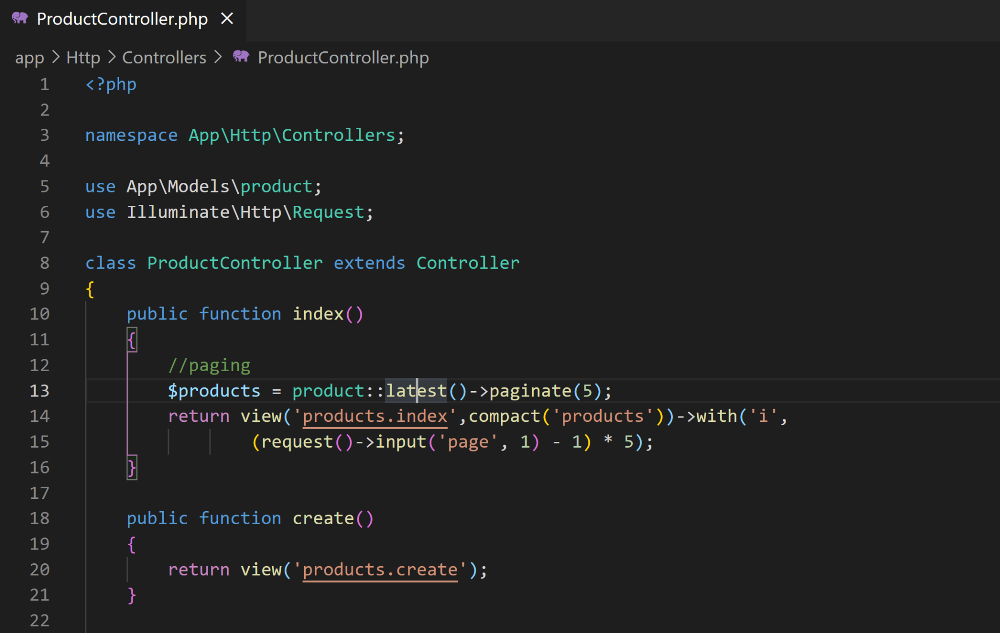 ProductController.php ×
app > Http > Controllers > ProductController.php
1 <?php
2
3 namespace App\Http\Controllers;
4
5 use App\Models\product;
6 use Illuminate\Http\Request;
7
8 class ProductController extends Controller
9 {
10     public function index()
11     {
12         //paging
13         $products = product::latest()->paginate(5);
14         return view('products.index',compact('products'))->with('i',
15                 (request()->input('page', 1) - 1) * 5);
16     }
17
18     public function create()
19     {
20         return view('products.create');
21     }
22